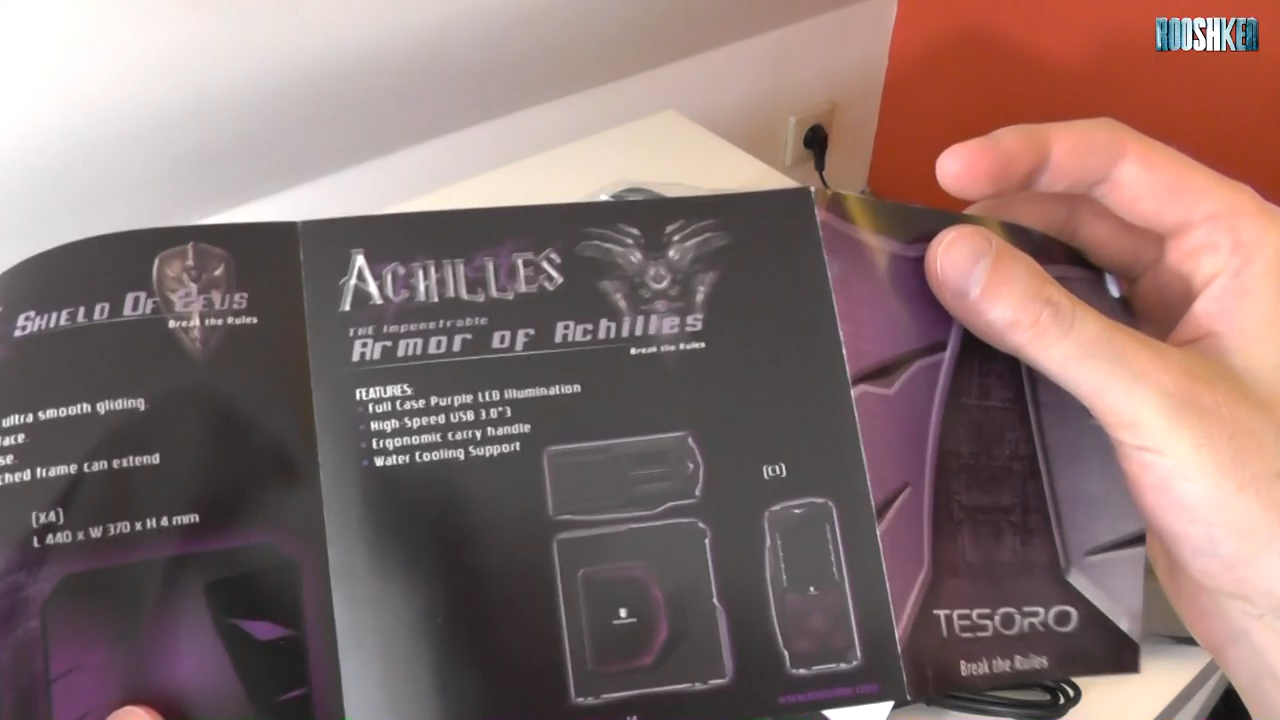 ROOSHKER
SHIELD OF ZEUS
Break the Rules
ultra smooth gliding.
ched frame can extend
[X4]
L 440 x W 370 x H 4 mm
ACHILLES
THE Impenetrable
Armor of Achilles
Break the Rules
FEATURES:
Full Case Purple LED illumination
High-Speed USB 3.0*3
Ergonomic carry handle
Water Cooling Support
[C1]
TESORO
Break the Rules